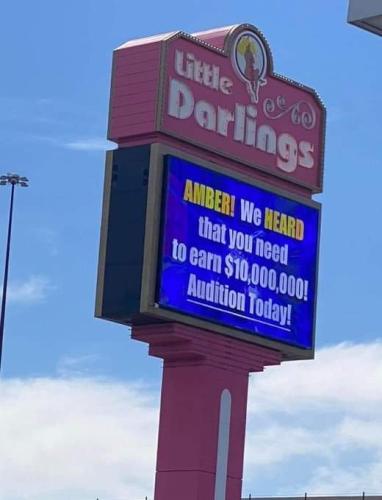 Little
Darlings
AMBER! We HEARD
that you need
to earn $10,000,000!
Audition Today!